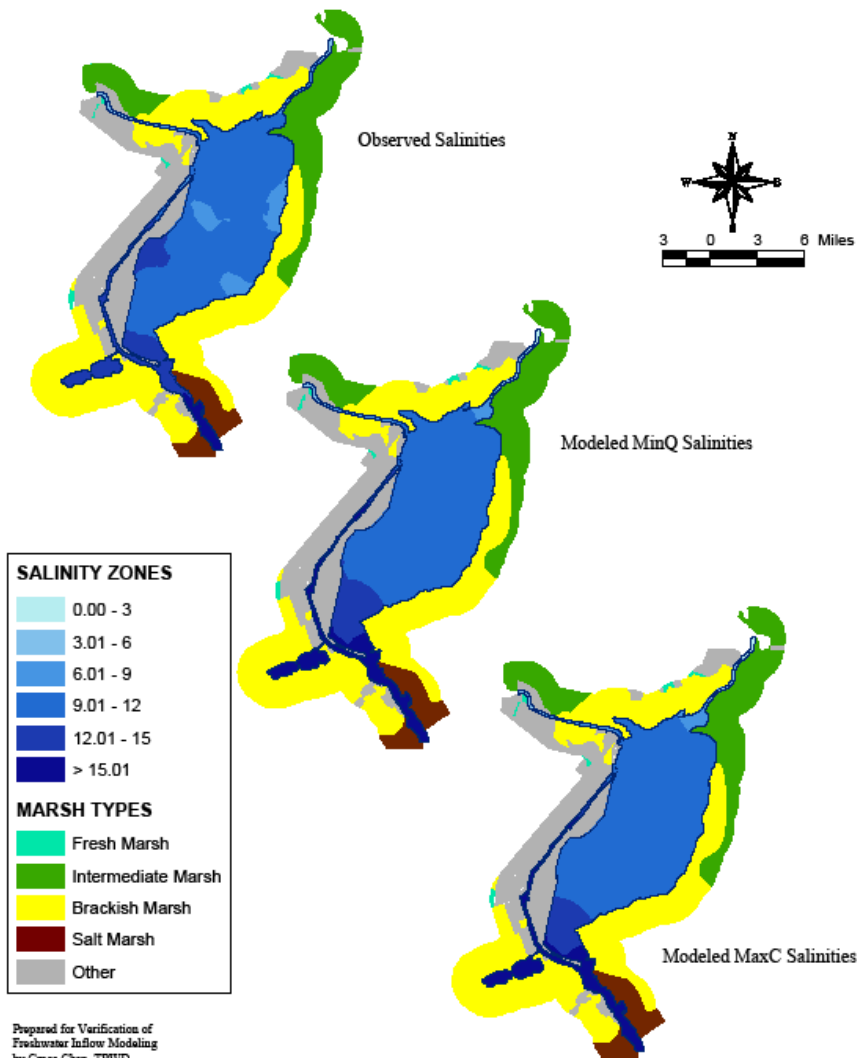 Observed Salinities
N
W
E
3 0 3 6 Miles
Modeled MinQ Salinities
SALINITY ZONES
0.00 - 3
3.01 - 6
6.01 - 9
9.01 - 12
12.01 - 15
> 15.01
MARSH TYPES
Fresh Marsh
Intermediate Marsh
Brackish Marsh
Salt Marsh
Other
Modeled MaxC Salinities
Prepared for Verification of
Freshwater Inflow Modeling